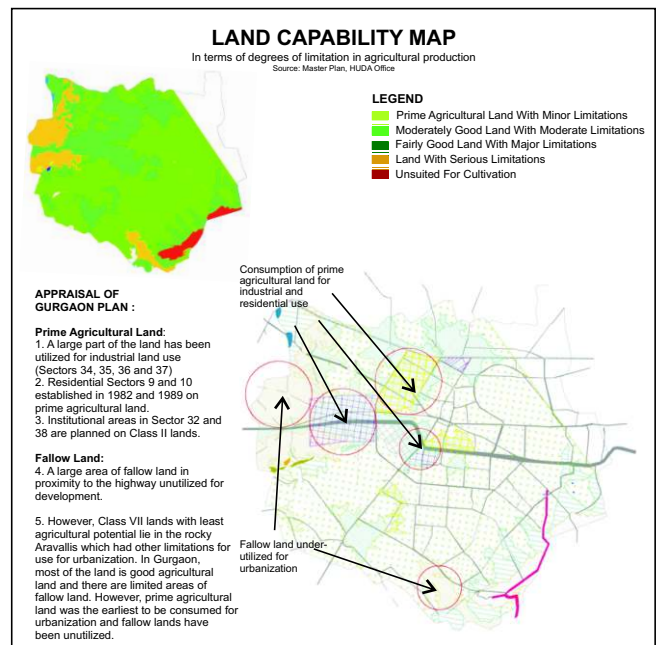 LAND CAPABILITY MAP
In terms of degrees of limitation in agricultural production
Source: Master Plan, HUDA Office
LEGEND
Prime Agricultural Land With Minor Limitations
Moderately Good Land With Moderate Limitations
Fairly Good Land With Major Limitations
Land With Serious Limitations
Unsuited For Cultivation
Consumption of prime
agricultural land for
industrial and
residential use
APPRAISAL OF
GURGAON PLAN :
Prime Agricultural Land:
1. A large part of the land has been
utilized for industrial land use
(Sectors 34, 35, 36 and 37)
2. Residential Sectors 9 and 10
established in 1982 and 1989 on
prime agricultural land.
3. Institutional areas in Sector 32 and
38 are planned on Class II lands.
Fallow Land:
4. A large area of fallow land in
proximity to the highway unutilized for
development.
5. However, Class VII lands with least
agricultural potential lie in the rocky
Aravallis which had other limitations for
use for urbanization. In Gurgaon,
most of the land is good agricultural
land and there are limited areas of
fallow land. However, prime agricultural
land was the earliest to be consumed for
urbanization and fallow lands have
been unutilized.
Fallow land under-
utilized for
urbanization